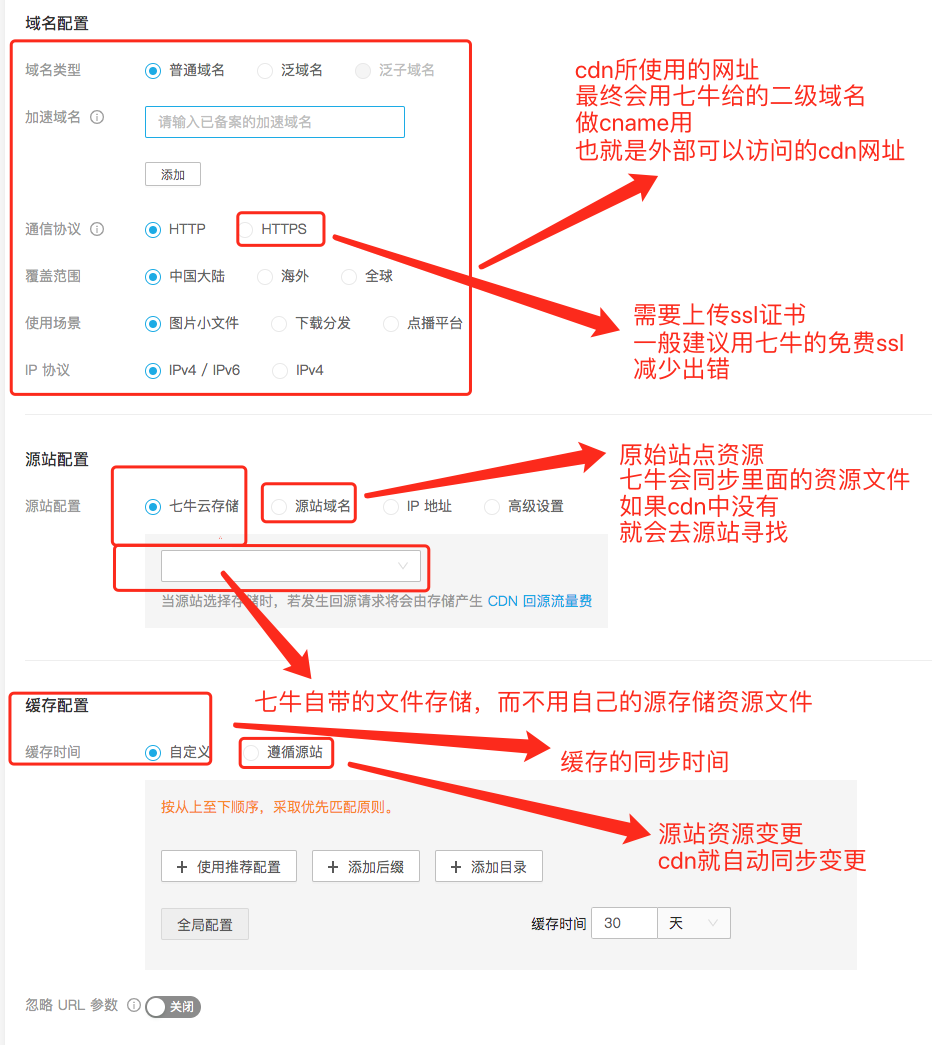 域名配置
域名类型 普通域名 泛域名 泛子域名
cdn所使用的网址
最终会用七牛给的二级域名
做cname用
也就是外部可以访问的cdn网址
加速域名 请输入已备案的加速域名
添加
通信协议 HTTP HTTPS
覆盖范围 中国大陆 海外 全球
使用场景 图片小文件 下载分发 点播平台
需要上传ssl证书
一般建议用七牛的免费ssl
减少出错
IP 协议 IPv4 / IPv6 IPv4
源站配置
源站配置 七牛云存储 源站域名 IP 地址 高级设置
原始站点资源
七牛会同步里面的资源文件
如果cdn中没有
就会去源站寻找
当源站选择存储时，若发生回源请求将会由存储产生 CDN 回源流量费
七牛自带的文件存储，而不用自己的源存储资源文件
缓存配置
缓存时间 自定义 遵循源站
缓存的同步时间
按从上至下顺序，采取优先匹配原则。
源站资源变更
cdn就自动同步变更
+ 使用推荐配置 + 添加后缀 + 添加目录
全局配置 缓存时间 30 天
忽略 URL 参数 关闭